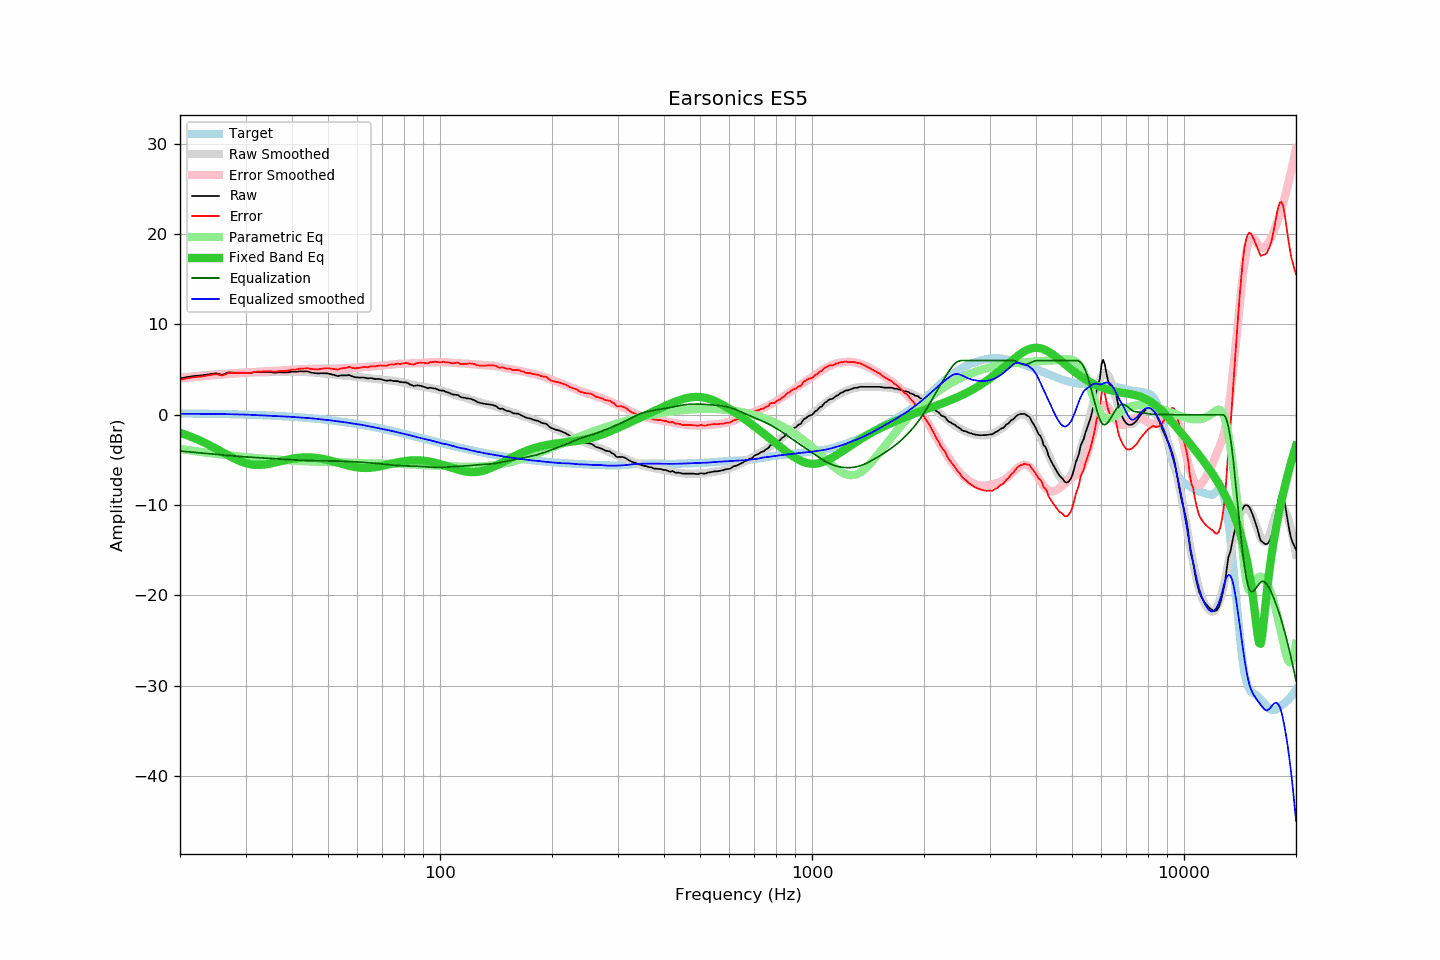 Earsonics ES5
Target
Raw Smoothed
Error Smoothed
Raw
Error
Parametric Eq
Fixed Band Eq
Equalization
Equalized smoothed
30
20
10
0
−10
−20
−30
−40
Amplitude (dBr)
100 1000 10000
Frequency (Hz)